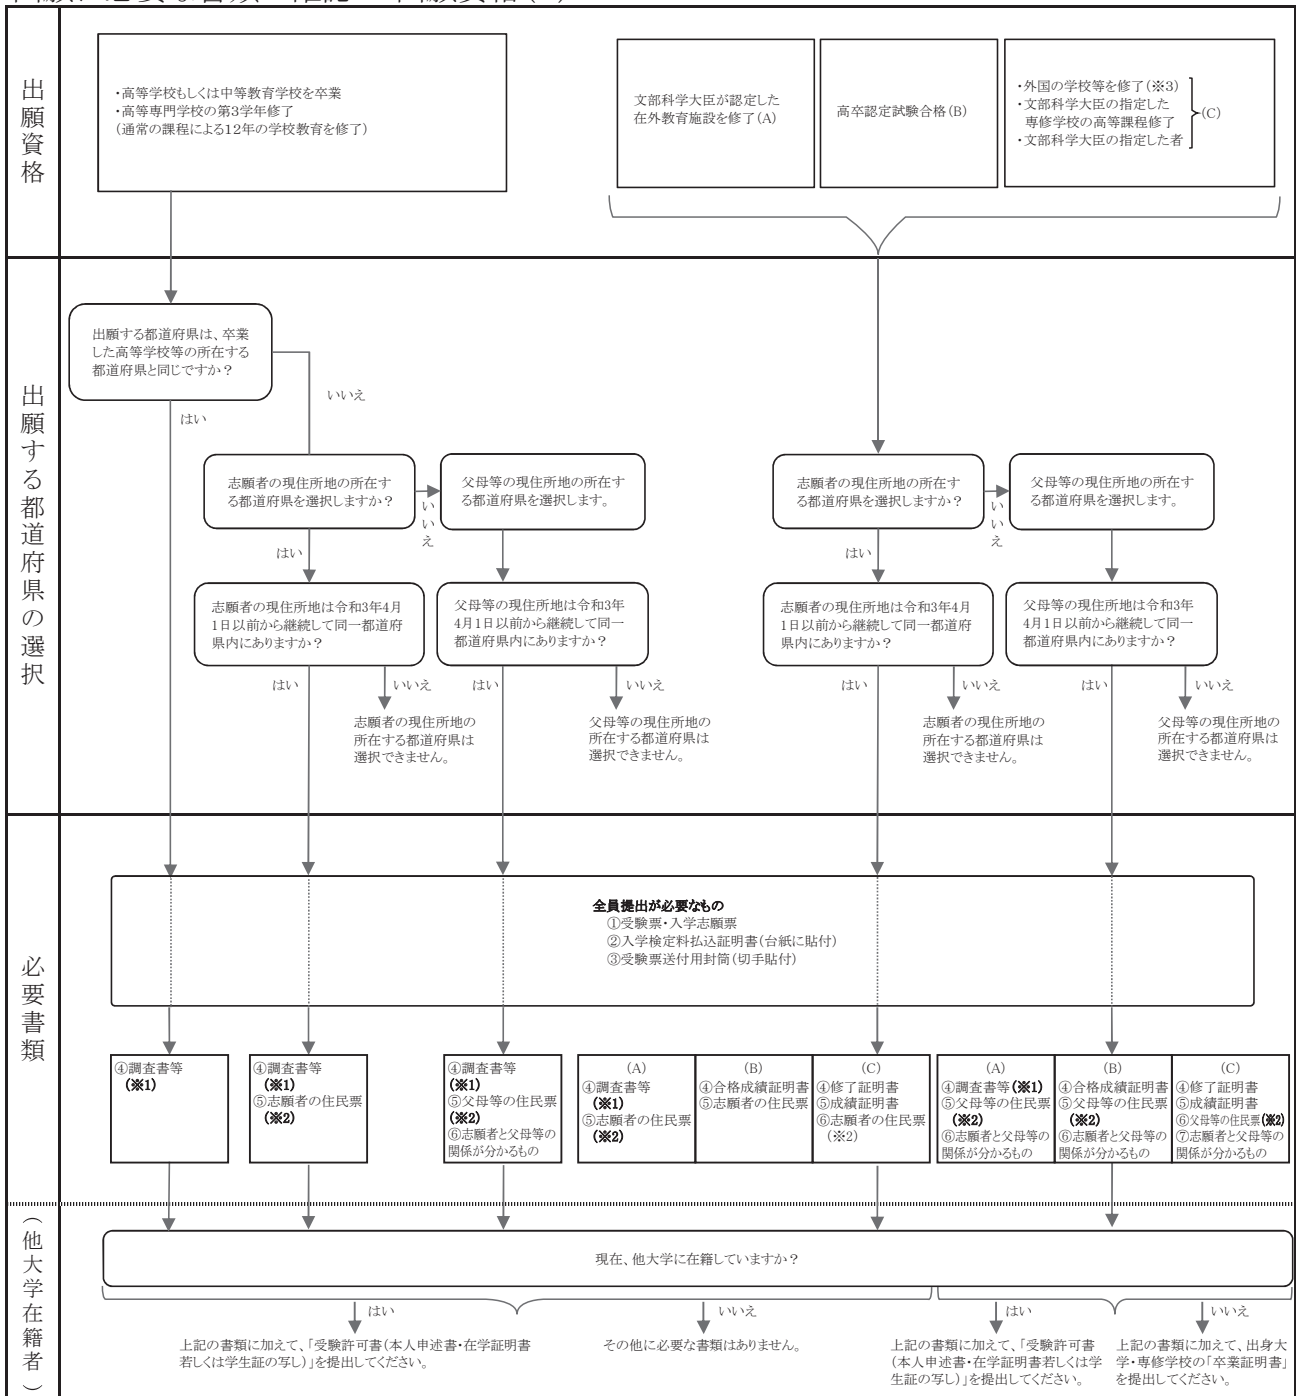 出願資格
・高等学校もしくは中等教育学校を卒業
・高等専門学校の第3学年修了
(通常の課程による12年の学校教育を修了)
文部科学大臣が認定した
在外教育施設を修了(A)
高卒認定試験合格(B)
・外国の学校等を修了(※3)
・文部科学大臣の指定した
専修学校の高等課程修了
・文部科学大臣の指定した者
(C)
出願する都道府県の選択
出願する都道府県は、卒業
した高等学校等の所在する
都道府県と同じですか？
いいえ
はい
志願者の現住所地の所在す
る都道府県を選択しますか？
いいえ
父母等の現住所地の所在す
る都道府県を選択します。
はい
志願者の現住所地は令和3年4月
1日以前から継続して同一都道府
県内にありますか？
父母等の現住所地は令和3年
4月1日以前から継続して同一
都道府県内にありますか？
はい
いいえ
はい
いいえ
志願者の現住所地の
所在する都道府県は
選択できません。
父母等の現住所地の
所在する都道府県は
選択できません。
志願者の現住所地の所在す
る都道府県を選択しますか？
いいえ
父母等の現住所地の所在す
る都道府県を選択します。
はい
志願者の現住所地は令和3年4月
1日以前から継続して同一都道府
県内にありますか？
父母等の現住所地は令和3年
4月1日以前から継続して同一
都道府県内にありますか？
はい
いいえ
はい
いいえ
志願者の現住所地の
所在する都道府県は
選択できません。
父母等の現住所地の
所在する都道府県は
選択できません。
必要書類
全員提出が必要なもの
①受験票・入学志願票
②入学検定料払込証明書(台紙に貼付)
③受験票送付用封筒(切手貼付)
④調査書等
(※1)
④調査書等
(※1)
⑤志願者の住民票
(※2)
④調査書等
(※1)
⑤父母等の住民票
(※2)
⑥志願者と父母等の
関係が分かるもの
(A)
④調査書等
(※1)
⑤志願者の住民票
(※2)
(B)
④合格成績証明書
⑤志願者の住民票
(C)
④修了証明書
⑤成績証明書
⑥志願者の住民票
(※2)
(A)
④調査書等(※1)
⑤父母等の住民票
(※2)
⑥志願者と父母等の
関係が分かるもの
(B)
④合格成績証明書
⑤父母等の住民票
(※2)
⑥志願者と父母等の
関係が分かるもの
(C)
④修了証明書
⑤成績証明書
⑥父母等の住民票(※2)
⑦志願者と父母等の
関係が分かるもの
(他大学在籍者)
現在、他大学に在籍していますか？
はい
いいえ
はい
いいえ
上記の書類に加えて、「受験許可書(本人申述書・在学証明書
若しくは学生証の写し)」を提出してください。
その他に必要な書類はありません。
上記の書類に加えて、「受験許可書
(本人申述書・在学証明書若しくは学
生証の写し)」を提出してください。
上記の書類に加えて、出身大
学・専修学校の「卒業証明書」
を提出してください。